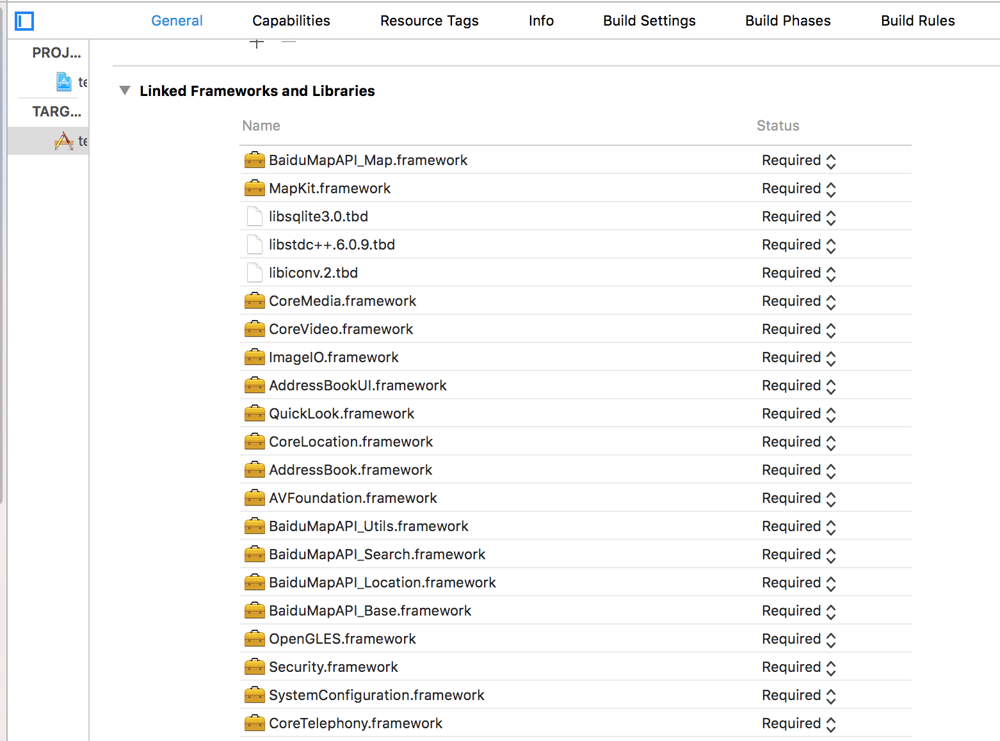 General Capabilities Resource Tags Info Build Settings Build Phases Build Rules
PROJ...
te
TARG...
te
Linked Frameworks and Libraries
Name Status
BaiduMapAPI_Map.framework Required
MapKit.framework Required
libsqlite3.0.tbd Required
libstdc++.6.0.9.tbd Required
libiconv.2.tbd Required
CoreMedia.framework Required
CoreVideo.framework Required
ImageIO.framework Required
AddressBookUI.framework Required
QuickLook.framework Required
CoreLocation.framework Required
AddressBook.framework Required
AVFoundation.framework Required
BaiduMapAPI_Utils.framework Required
BaiduMapAPI_Search.framework Required
BaiduMapAPI_Location.framework Required
BaiduMapAPI_Base.framework Required
OpenGLES.framework Required
Security.framework Required
SystemConfiguration.framework Required
CoreTelephony.framework Required